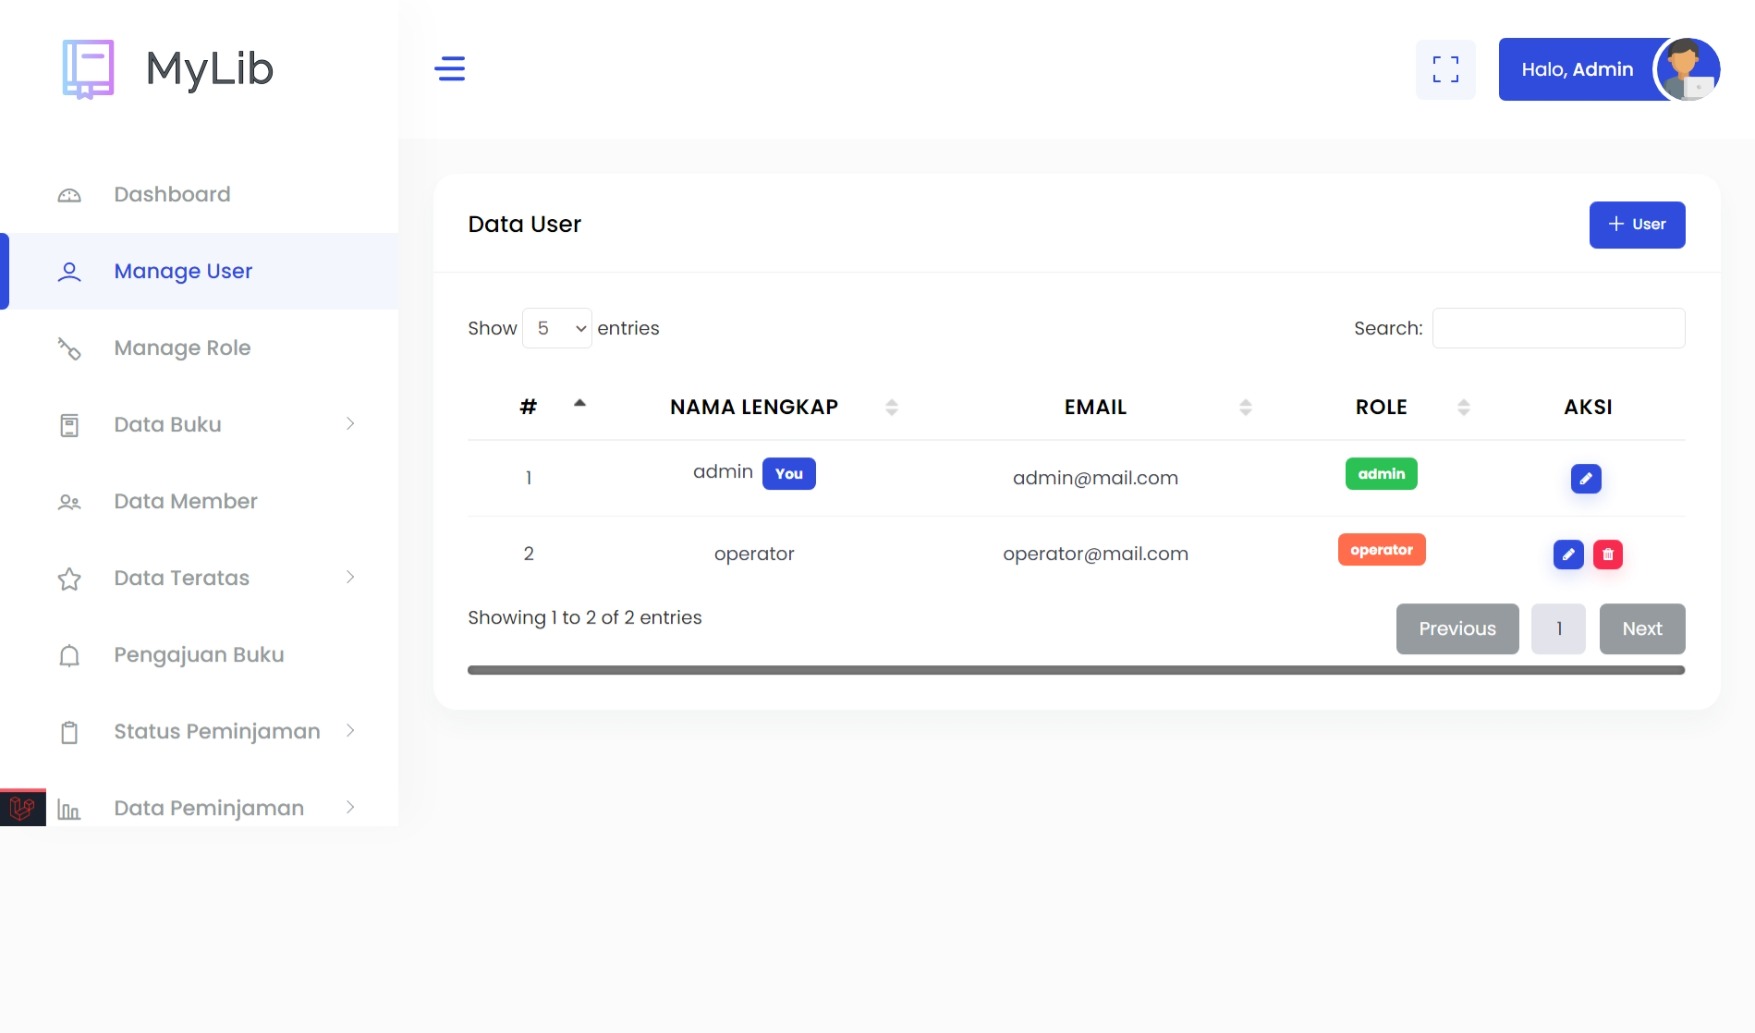 MyLib
Halo, Admin
Dashboard
Manage User
Manage Role
Data Buku
Data Member
Data Teratas
Pengajuan Buku
Status Peminjaman
Data Peminjaman
Data User
+ User
Show 5 entries
Search:
# NAMA LENGKAP EMAIL ROLE AKSI
1 admin You admin@mail.com admin
2 operator operator@mail.com operator
Showing 1 to 2 of 2 entries
Previous 1 Next